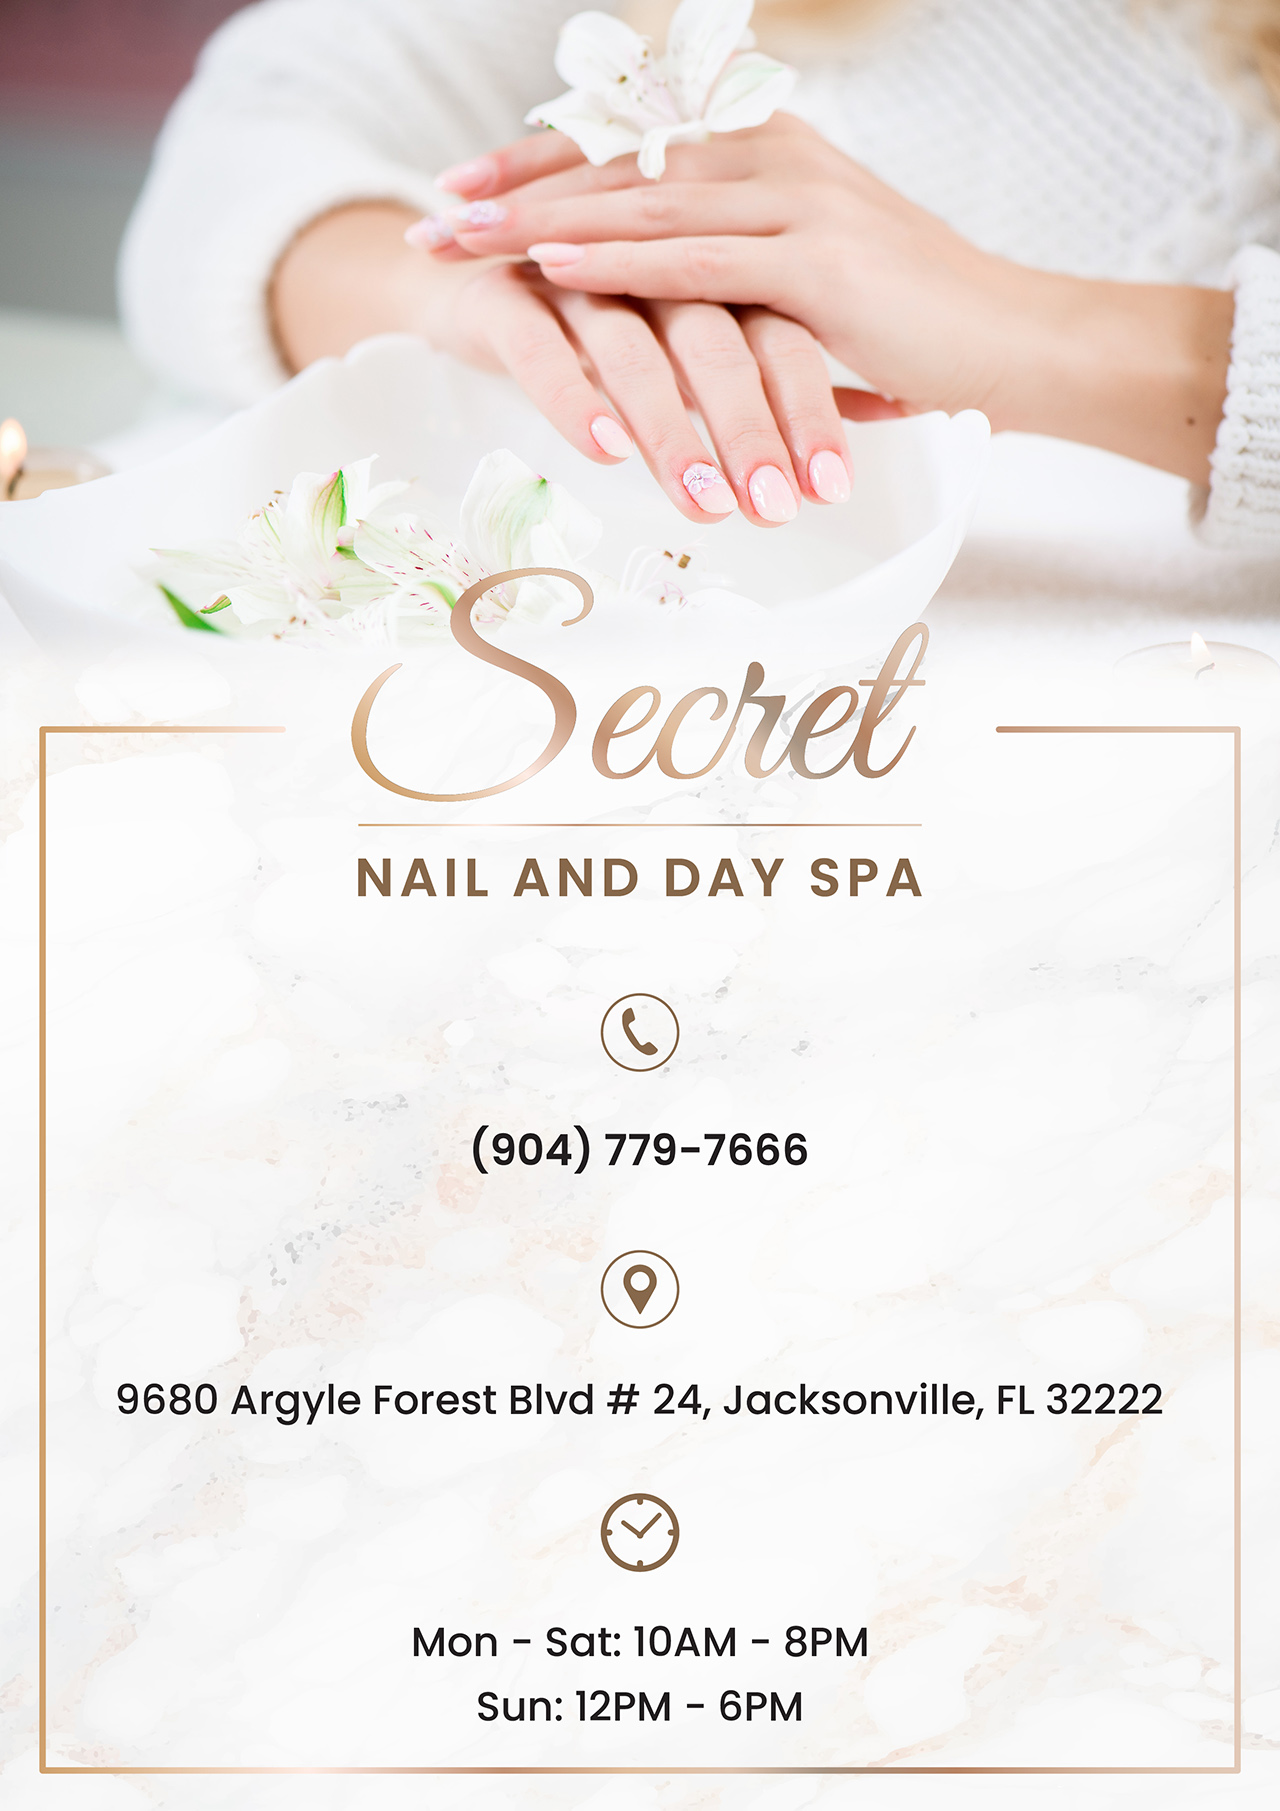 Secret
NAIL AND DAY SPA
(904) 779-7666
9680 Argyle Forest Blvd # 24, Jacksonville, FL 32222
Mon - Sat: 10AM - 8PM
Sun: 12PM - 6PM